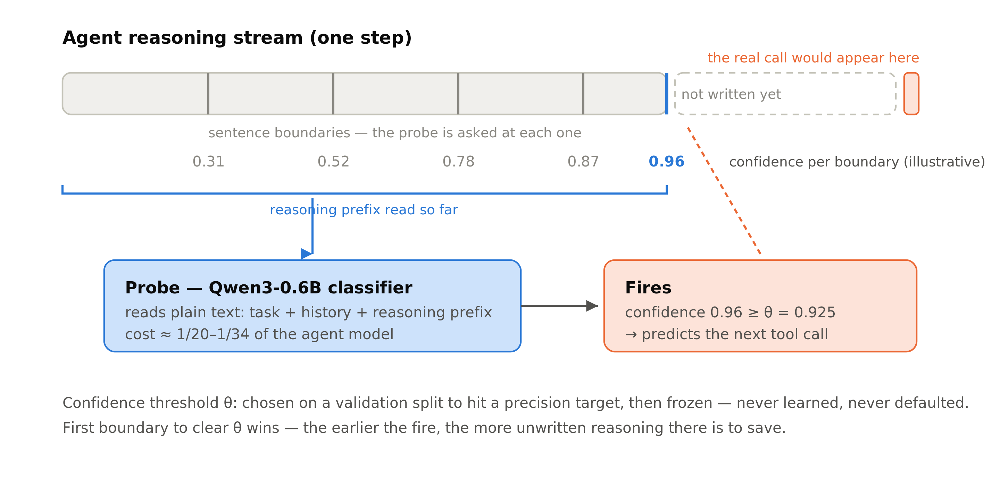 Agent reasoning stream (one step)
the real call would appear here
not written yet
sentence boundaries — the probe is asked at each one
0.31 0.52 0.78 0.87 0.96 confidence per boundary (illustrative)
reasoning prefix read so far
Probe — Qwen3-0.6B classifier
reads plain text: task + history + reasoning prefix
cost ≈ 1/20–1/34 of the agent model
Fires
confidence 0.96 ≥ θ = 0.925
→ predicts the next tool call
Confidence threshold θ: chosen on a validation split to hit a precision target, then frozen — never learned, never defaulted.
First boundary to clear θ wins — the earlier the fire, the more unwritten reasoning there is to save.